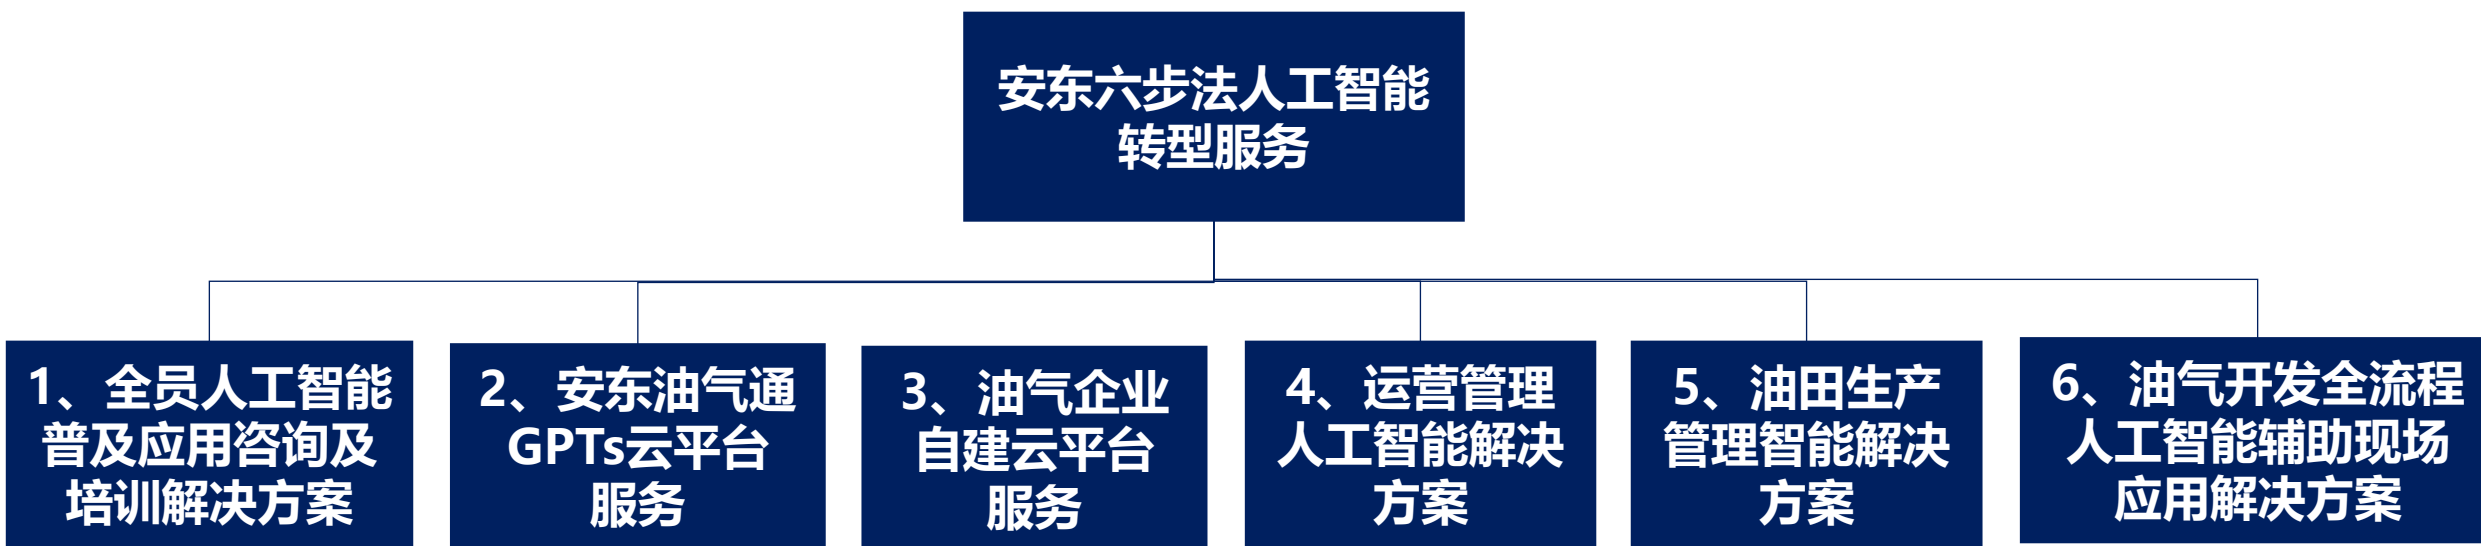 安东六步法人工智能
转型服务
1、全员人工智能
普及应用咨询及
培训解决方案
2、安东油气通
GPTs云平台
服务
3、油气企业
自建云平台
服务
4、运营管理
人工智能解决
方案
5、油田生产
管理智能解决
方案
6、油气开发全流程
人工智能辅助现场
应用解决方案